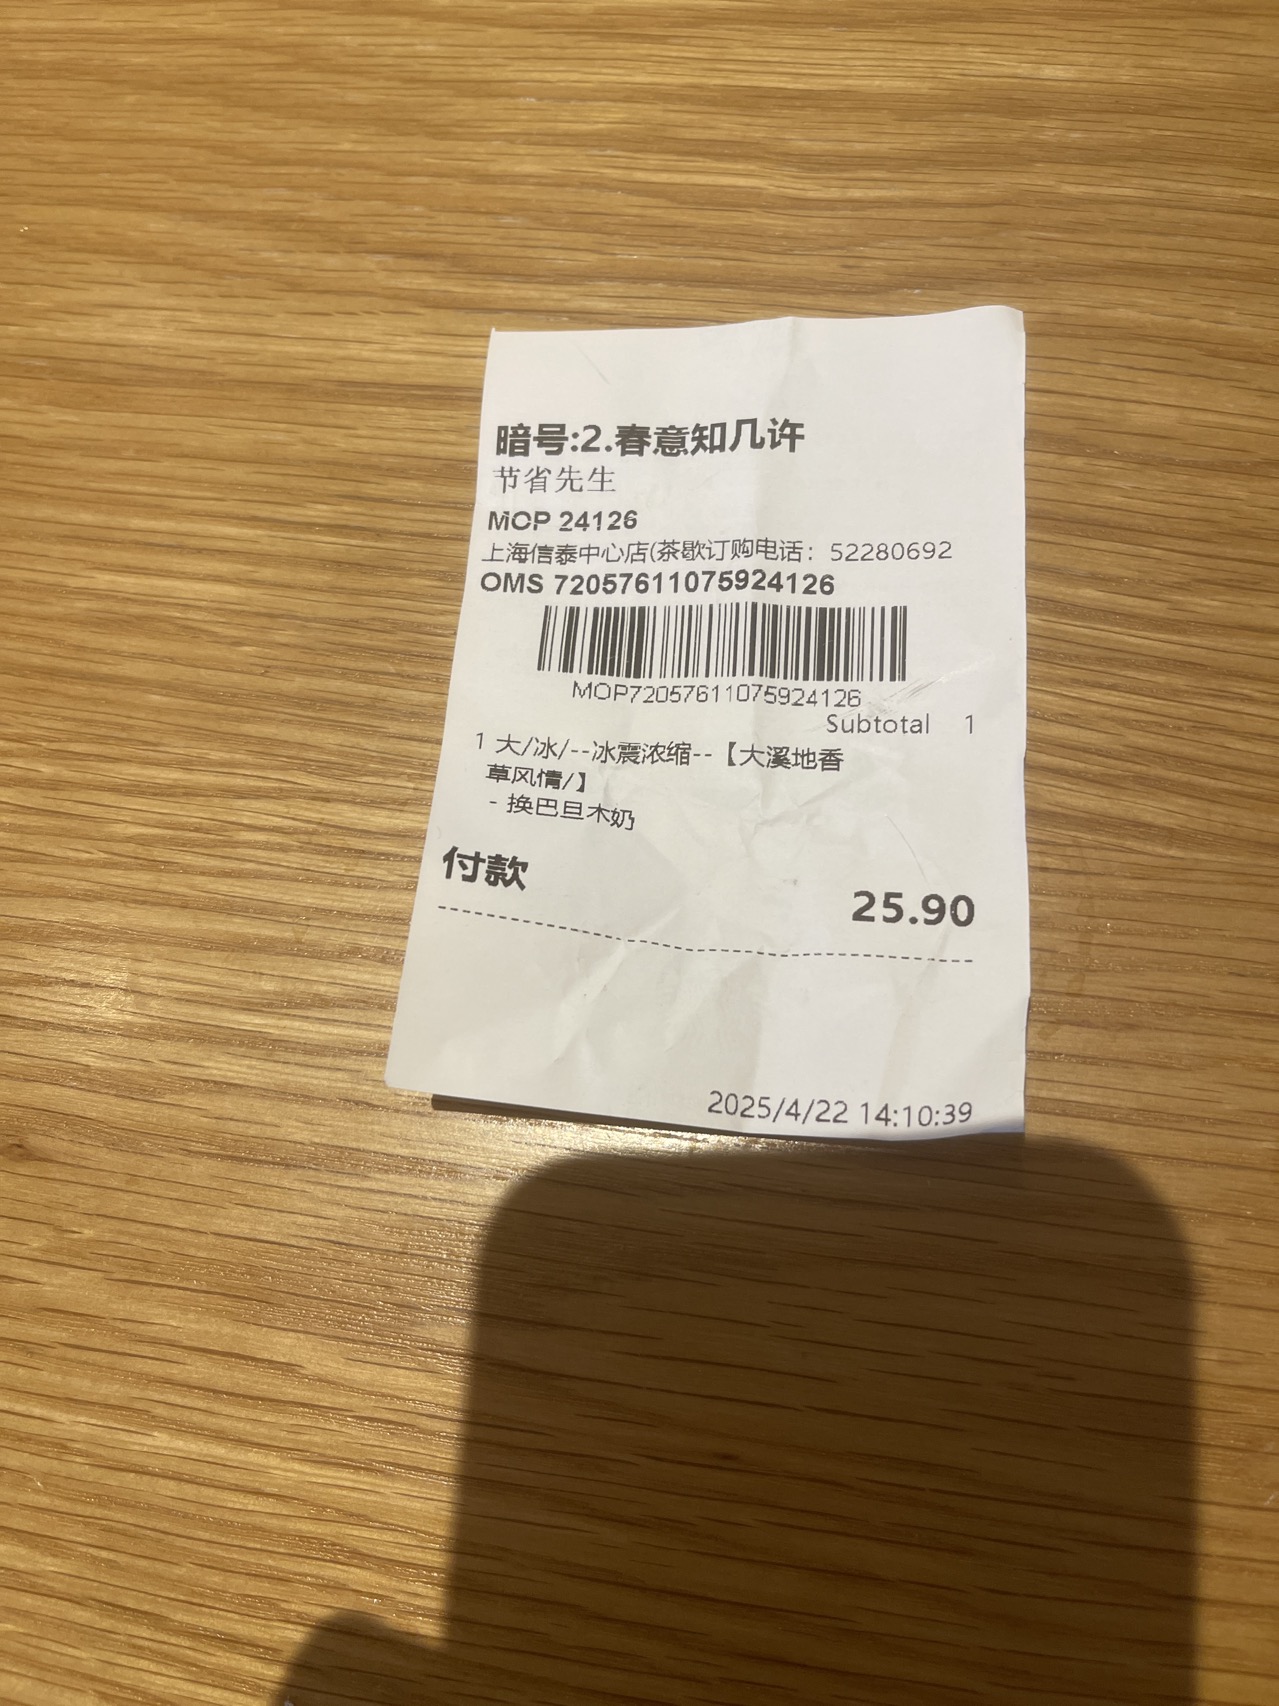 暗号:2.春意知几许
节省先生
MOP 24126
上海信泰中心店(茶歇订购电话：52280692
OMS 72057611075924126
MOP72057611075924126
Subtotal 1
1 大/冰/--冰震浓缩--【大溪地香
草风情/】
- 换巴旦木奶
付款
25.90
2025/4/22 14:10:39